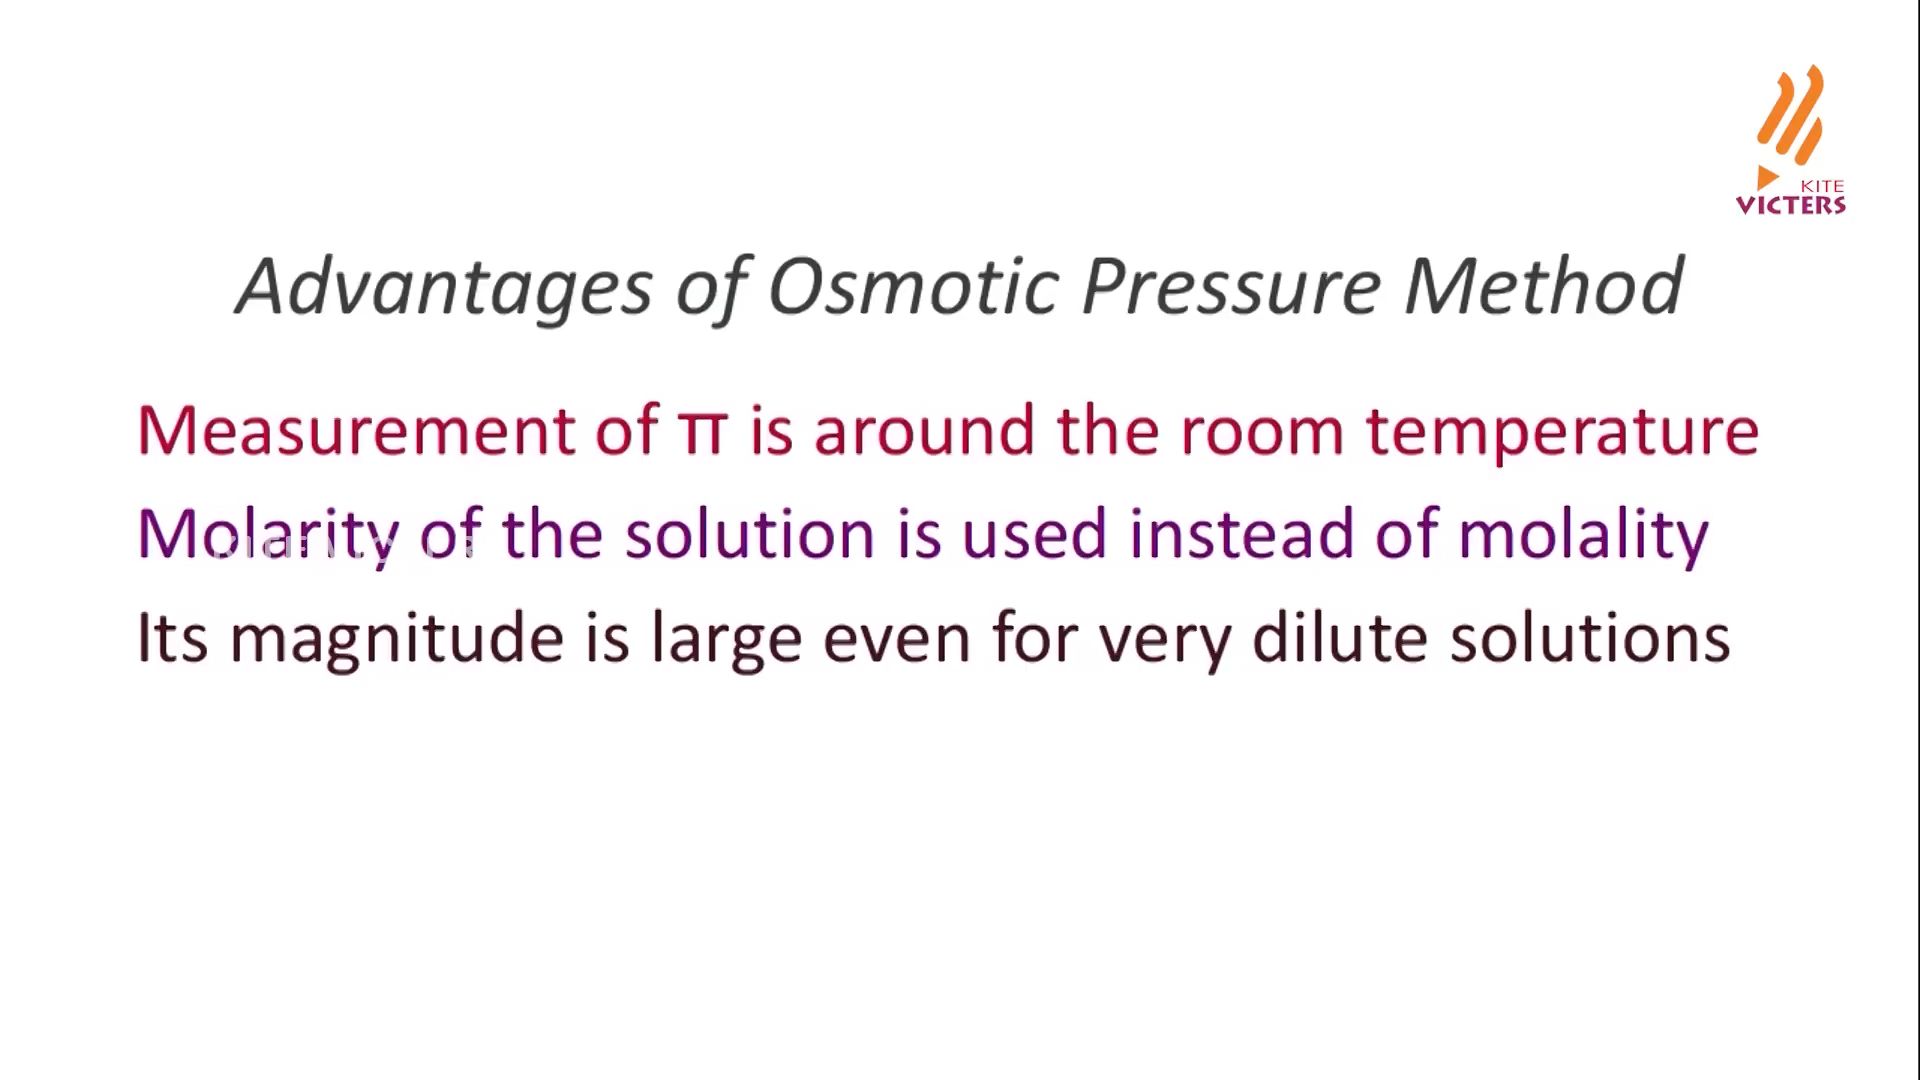 KITE
VICTERS
Advantages of Osmotic Pressure Method
Measurement of π is around the room temperature
Molarity of the solution is used instead of molality
Its magnitude is large even for very dilute solutions